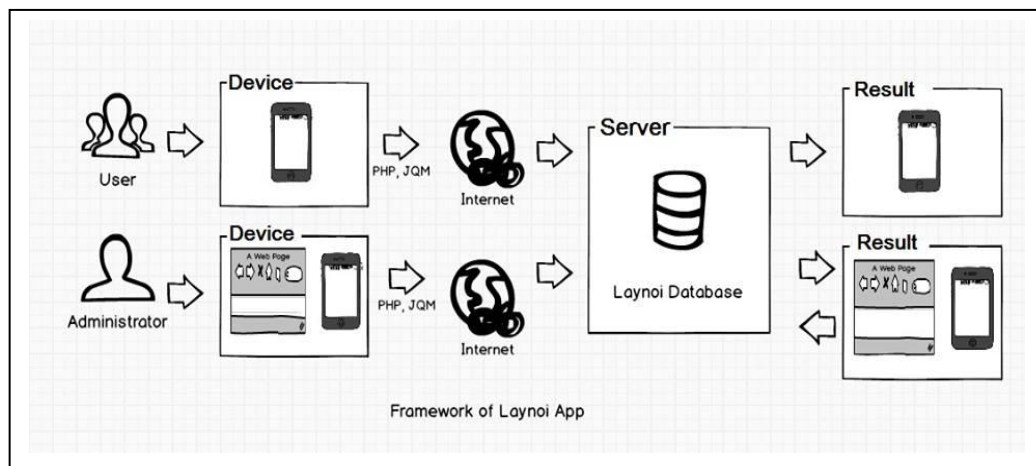 Device
User
PHP, JQM
Internet
Server
Laynoi Database
Result
Device
A Web Page
Administrator
PHP, JQM
Internet
Result
A Web Page
Framework of Laynoi App